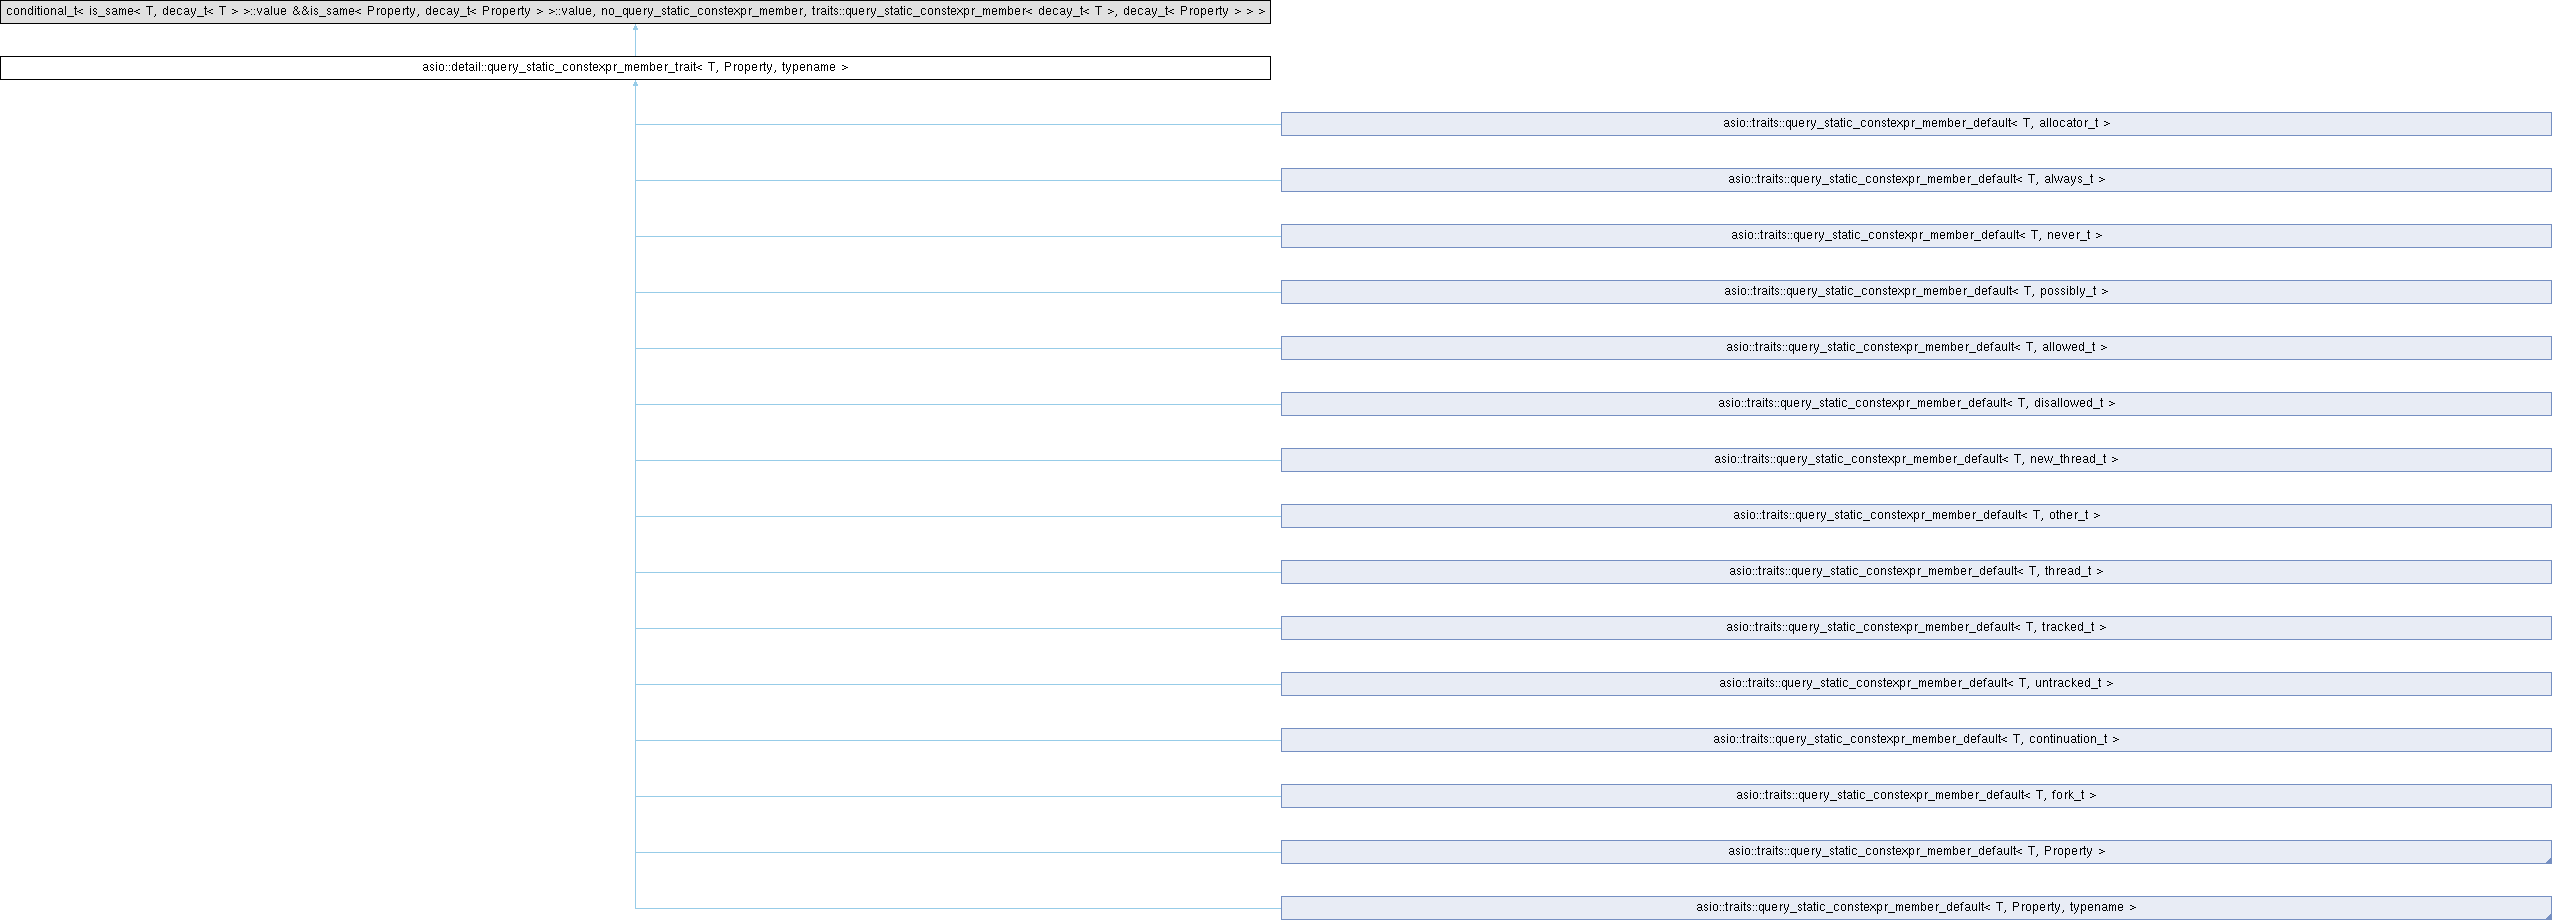 conditional_t< is_same< T, decay_t< T > >::value &&is_same< Property, decay_t< Property > >::value, no_query_static_constexpr_member, traits::query_static_constexpr_member< decay_t< T >, decay_t< Property > > >
asio::detail::query_static_constexpr_member_trait< T, Property, typename >
asio::traits::query_static_constexpr_member_default< T, allocator_t >
asio::traits::query_static_constexpr_member_default< T, always_t >
asio::traits::query_static_constexpr_member_default< T, never_t >
asio::traits::query_static_constexpr_member_default< T, possibly_t >
asio::traits::query_static_constexpr_member_default< T, allowed_t >
asio::traits::query_static_constexpr_member_default< T, disallowed_t >
asio::traits::query_static_constexpr_member_default< T, new_thread_t >
asio::traits::query_static_constexpr_member_default< T, other_t >
asio::traits::query_static_constexpr_member_default< T, thread_t >
asio::traits::query_static_constexpr_member_default< T, tracked_t >
asio::traits::query_static_constexpr_member_default< T, untracked_t >
asio::traits::query_static_constexpr_member_default< T, continuation_t >
asio::traits::query_static_constexpr_member_default< T, fork_t >
asio::traits::query_static_constexpr_member_default< T, Property >
asio::traits::query_static_constexpr_member_default< T, Property, typename >